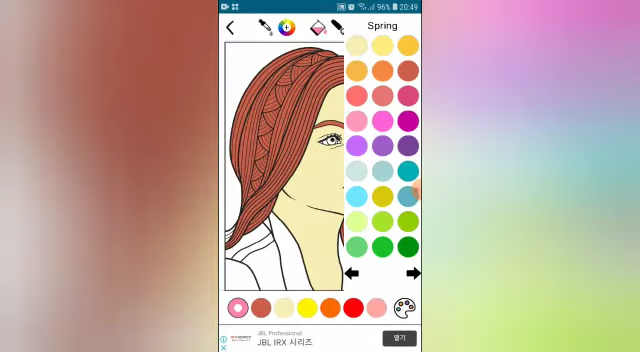 96% 20:49
Spring
JBL Professional
JBL IRX 시리즈
열기